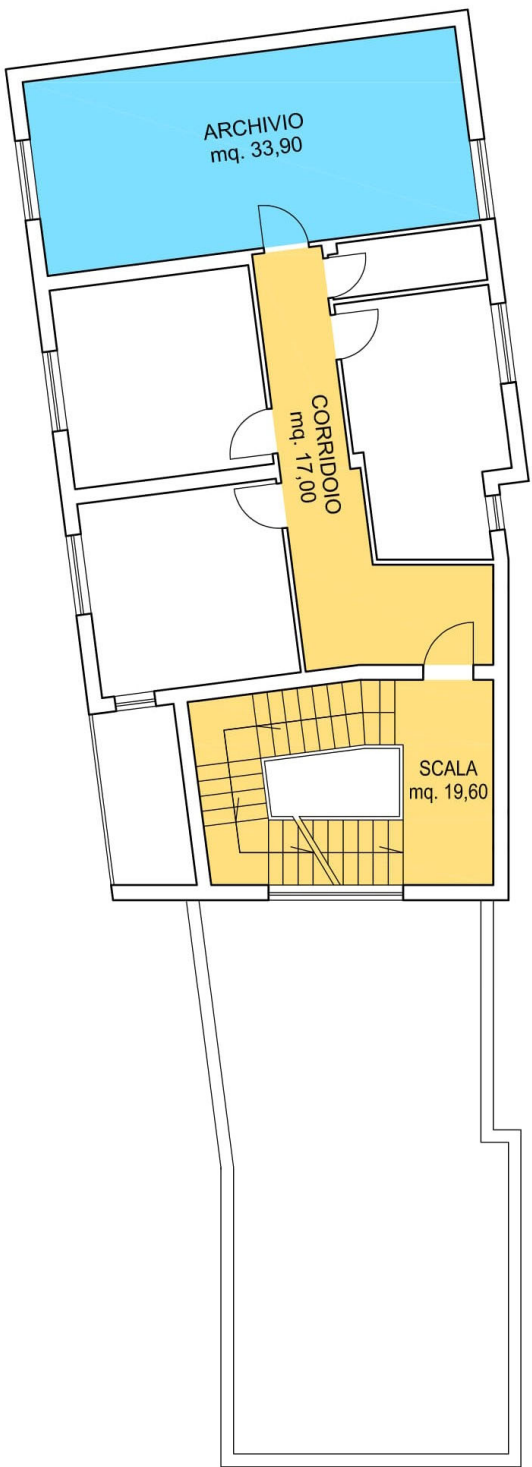 ARCHIVIO
mq. 33,90
CORRIDOIO
mq. 17,00
SCALA
mq. 19,60